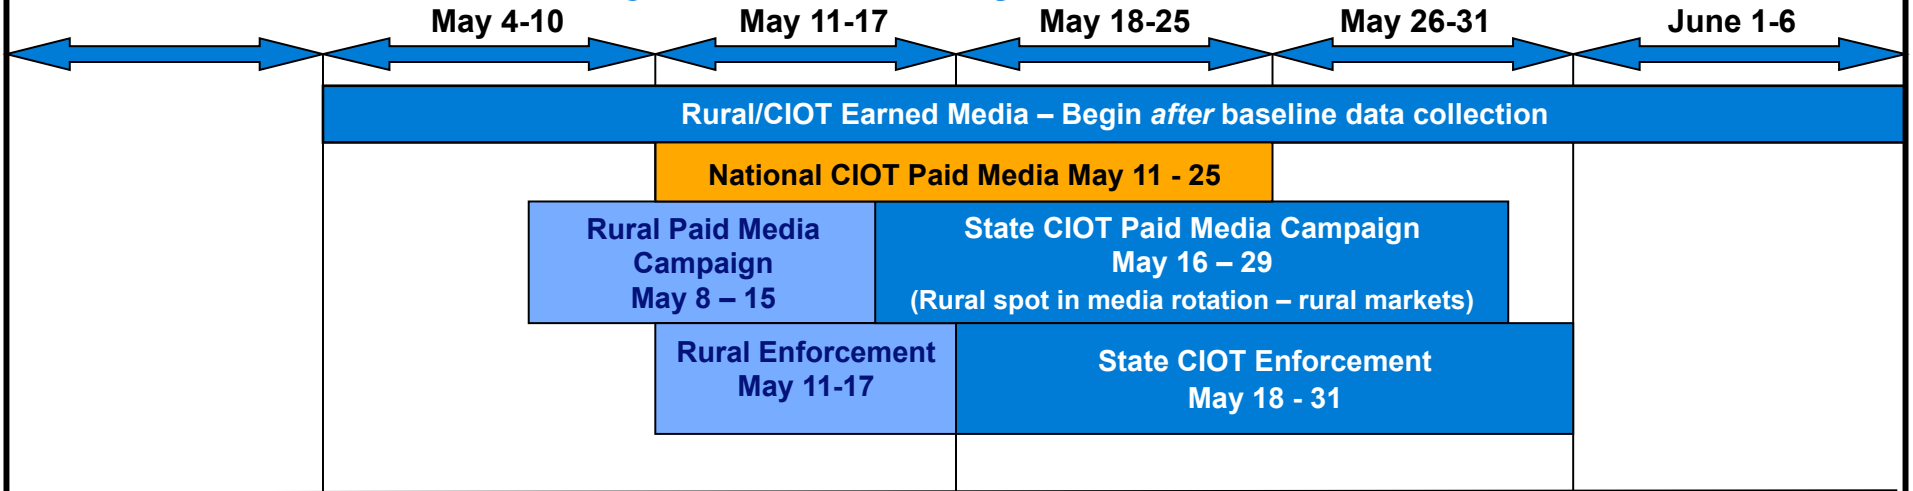 May 4-10 May 11-17 May 18-25 May 26-31 June 1-6
Rural/CIOT Earned Media – Begin after baseline data collection
National CIOT Paid Media May 11 - 25
Rural Paid Media
Campaign
May 8 – 15
State CIOT Paid Media Campaign
May 16 – 29
(Rural spot in media rotation – rural markets)
Rural Enforcement
May 11-17
State CIOT Enforcement
May 18 - 31